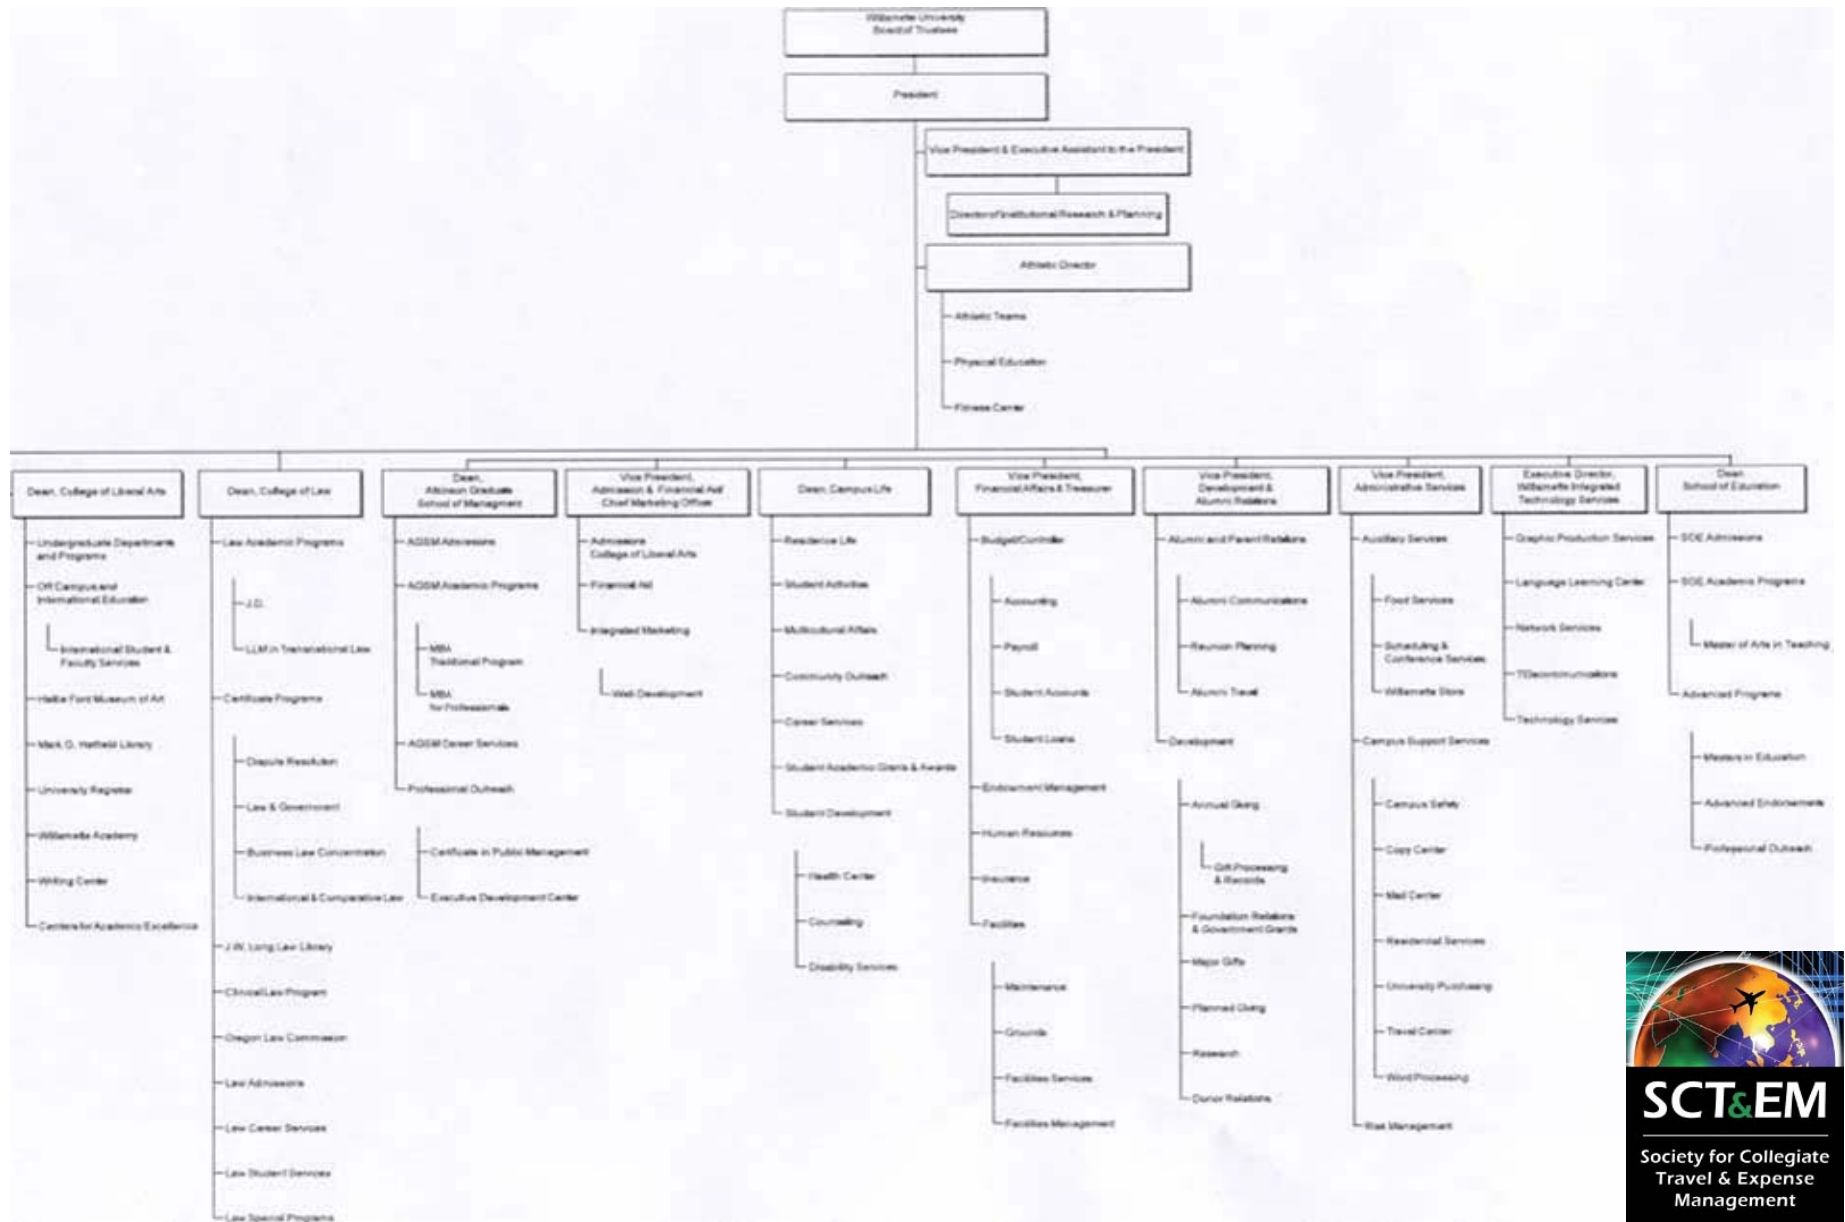 Willamette University
Board of Trustees
President
Vice President & Executive Assistant to the President
Director of Institutional Research & Planning
Athletic Director
Athletic Teams
Physical Education
Fitness Center
Dean, College of Liberal Arts
Undergraduate Departments
and Programs
Off Campus and
International Education
International Student &
Faculty Services
Hallie Ford Museum of Art
Mark O. Hatfield Library
University Registrar
Willamette Academy
Writing Center
Centers for Academic Excellence
Dean, College of Law
Law Academic Programs
J.D.
LLM in Transnational Law
Certificate Programs
Dispute Resolution
Law & Government
Business Law Concentration
International & Comparative Law
J.W. Long Law Library
Clinical Law Program
Oregon Law Commission
Law Admissions
Law Career Services
Law Student Services
Law Special Programs
Dean,
Atkinson Graduate
School of Managment
AGSM Admissions
AGSM Academic Programs
MBA
Traditional Program
MBA
for Professionals
AGSM Career Services
Professional Outreach
Certificate in Public Management
Executive Development Center
Vice President,
Admission & Financial Aid
Chief Marketing Officer
Admissions
College of Liberal Arts
Financial Aid
Integrated Marketing
Web Development
Dean, Campus Life
Residence Life
Student Activities
Multicultural Affairs
Community Outreach
Career Services
Student Academic Grants & Awards
Student Development
Health Center
Counseling
Disability Services
Vice President,
Financial Affairs & Treasurer
Budget/Controller
Accounting
Payroll
Student Accounts
Student Loans
Endowment Management
Human Resources
Insurance
Facilities
Maintenance
Grounds
Facilities Services
Facilities Management
Vice President,
Development &
Alumni Relations
Alumni and Parent Relations
Alumni Communications
Reunion Planning
Alumni Travel
Development
Annual Giving
Gift Processing
& Records
Foundation Relations
& Government Grants
Major Gifts
Planned Giving
Research
Donor Relations
Vice President,
Administrative Services
Auxiliary Services
Food Services
Scheduling &
Conference Services
Willamette Store
Campus Support Services
Campus Safety
Copy Center
Mail Center
Residential Services
University Purchasing
Travel Center
Word Processing
Risk Management
Executive Director,
Willamette Integrated
Technology Services
Graphic Production Services
Language Learning Center
Network Services
TElecommunications
Technology Services
Dean
School of Education
SOE Admissions
SOE Academic Programs
Master of Arts in Teaching
Advanced Programs
Masters in Education
Advanced Endorsements
Professional Outreach
SCT&EM
Society for Collegiate
Travel & Expense
Management